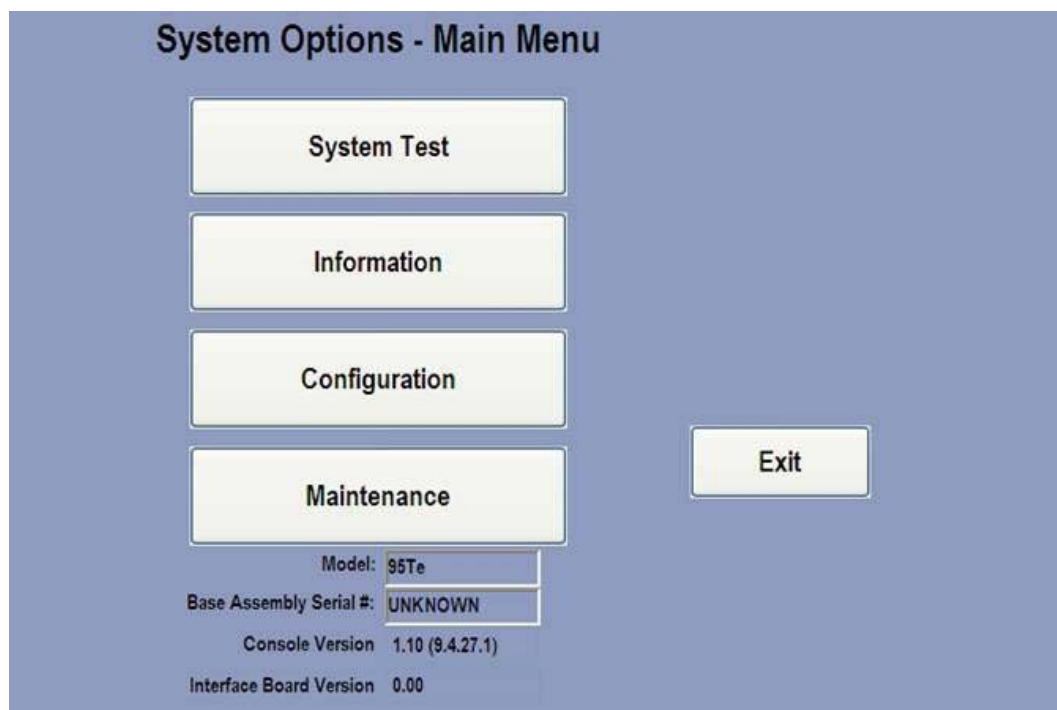 System Options - Main Menu
System Test
Information
Configuration
Exit
Maintenance
Model: 95Te
Base Assembly Serial #: UNKNOWN
Console Version 1.10 (9.4.27.1)
Interface Board Version 0.00